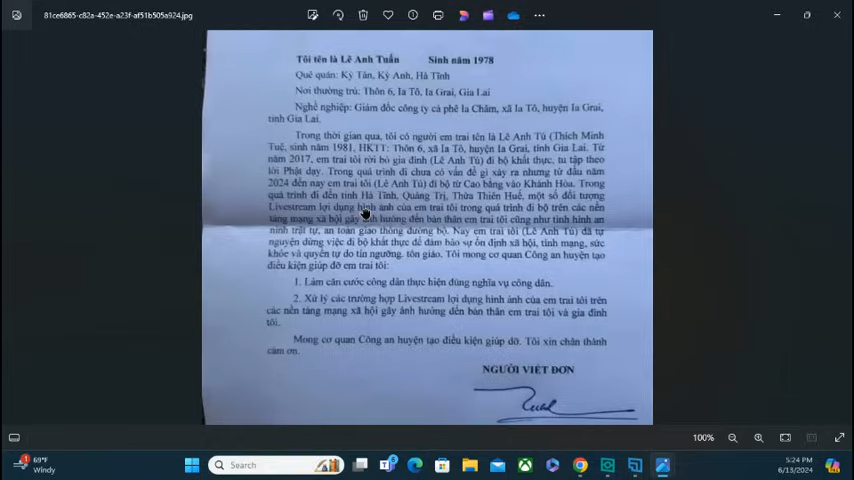 81ce6865-c82a-452e-a23f-af51b505a924.jpg
Tôi tên là Lê Anh Tuấn Sinh năm 1978
Quê quán: Kỳ Tân, Kỳ Anh, Hà Tĩnh
Nơi thường trú: Thôn 6, Ia Tô, Ia Grai, Gia Lai
Nghề nghiệp: Giám đốc công ty cà phê Ia Châm, xã Ia Tô, huyện Ia Grai,
tỉnh Gia Lai.
Trong thời gian qua, tôi có người em trai tên là Lê Anh Tú (Thích Minh
Tuệ, sinh năm 1981, HKTT: Thôn 6, xã Ia Tô, huyện Ia Grai, tỉnh Gia Lai. Từ
năm 2017, em trai tôi rời bỏ gia đình (Lê Anh Tú) đi bộ khất thực, tu tập theo
lời Phật dạy. Trong quá trình đi chưa có vấn đề gì xảy ra nhưng từ đầu năm
2024 đến nay em trai tôi (Lê Anh Tú) đi bộ từ Cao bằng vào Khánh Hòa. Trong
quá trình đi đến tỉnh Hà Tĩnh, Quảng Trị, Thừa Thiên Huế, một số đối tượng
Livestream lợi dụng hình ảnh của em trai tôi trong quá trình đi bộ trên các nền
tảng mạng xã hội gây ảnh hưởng đến bản thân em trai tôi cũng như tình hình an
ninh trật tự, an toàn giao thông đường bộ. Nay em trai tôi (Lê Anh Tú) đã tự
nguyện dừng việc đi bộ khất thực để đảm bảo sự ổn định xã hội, tính mạng, sức
khỏe và quyền tự do tín ngưỡng, tôn giáo. Tôi mong cơ quan Công an huyện tạo
điều kiện giúp đỡ em trai tôi:
1. Làm căn cước công dân thực hiện đúng nghĩa vụ công dân.
2. Xử lý các trường hợp Livestream lợi dụng hình ảnh của em trai tôi trên
các nền tảng mạng xã hội gây ảnh hưởng đến bản thân em trai tôi và gia đình
tôi.
Mong cơ quan Công an huyện tạo điều kiện giúp đỡ. Tôi xin chân thành
cảm ơn.
NGƯỜI VIẾT ĐƠN
100%
69°F
Windy
Search
5:24 PM
6/13/2024